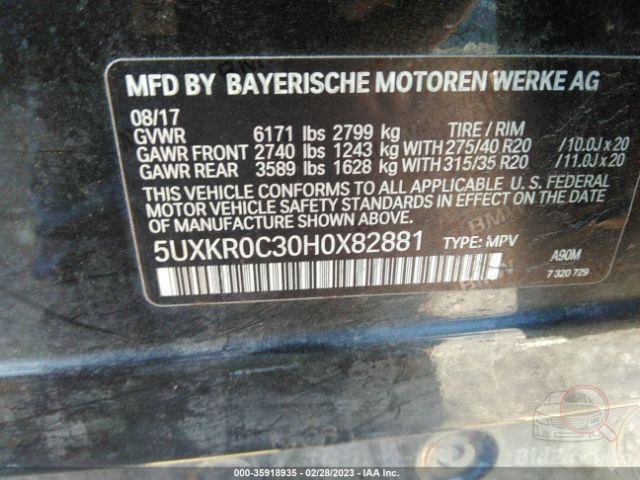 MFD BY BAYERISCHE MOTOREN WERKE AG
08/17
GVWR 6171 lbs 2799 kg TIRE / RIM
GAWR FRONT 2740 lbs 1243 kg WITH 275/40 R20 /10.0J x 20
GAWR REAR 3589 lbs 1628 kg WITH 315/35 R20 /11.0J x 20
THIS VEHICLE CONFORMS TO ALL APPLICABLE U. S. FEDERAL
MOTOR VEHICLE SAFETY STANDARDS IN EFFECT ON THE DATE
OF MANUFACTURE SHOWN ABOVE.
5UXKR0C30H0X82881 TYPE: MPV A90M
7 320 729
000-35918935 - 02/28/2023 - IAA Inc.